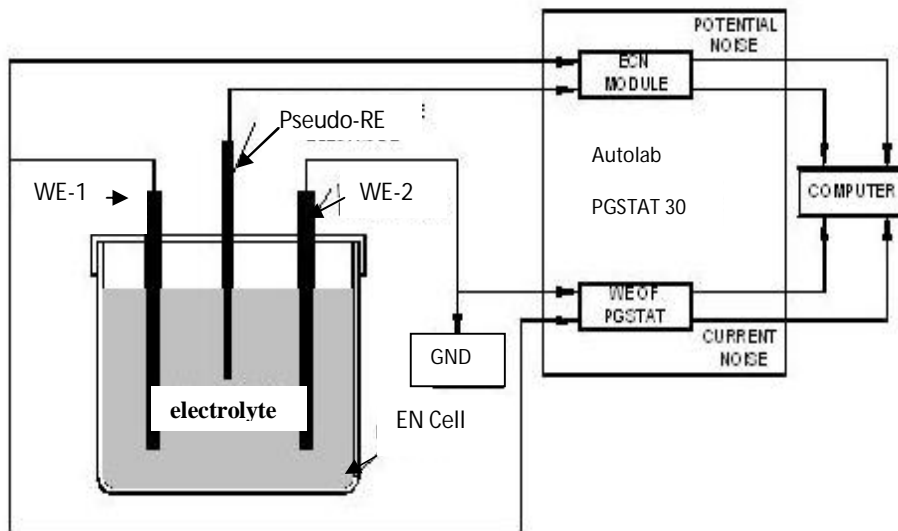 POTENTIAL
NOISE
ECN
MODULE
Pseudo-RE
Autolab
WE-1
WE-2
COMPUTER
PGSTAT 30
WE OF
PGSTAT
CURRENT
NOISE
GND
electrolyte
EN Cell